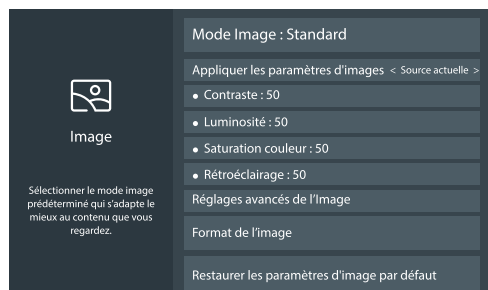 Image
Sélectionner le mode image
prédéterminé qui s'adapte le
mieux au contenu que vous
regardez.
Mode Image : Standard
Appliquer les paramètres d'images < Source actuelle >
• Contraste : 50
• Luminosité : 50
• Saturation couleur : 50
• Rétroéclairage : 50
Réglages avancés de l'Image
Format de l'image
Restaurer les paramètres d'image par défaut